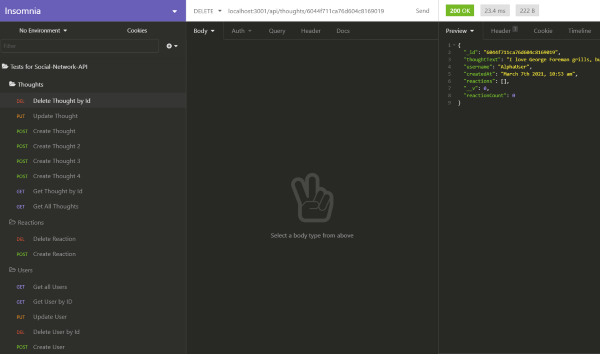 Insomnia
DELETE localhost:3001/api/thoughts/6044f711ca76d604c8169019 Send
200 OK 23.4 ms 222 B
No Environment Cookies
Body Auth Query Header Docs
Preview Header Cookie Timeline
Filter
Tests for Social-Network-API
Thoughts
DEL Delete Thought by Id
PUT Update Thought
POST Create Thought
POST Create Thought 2
POST Create Thought 3
POST Create Thought 4
GET Get Thought by Id
GET Get All Thoughts
Reactions
DEL Delete Reaction
POST Create Reaction
Users
GET Get all Users
GET Get User by ID
PUT Update User
DEL Delete User by Id
POST Create User
Select a body type from above
1 {
2 "_id": "6044f711ca76d604c8169019",
3 "thoughtText": "I love George Foreman grills, bu
4 "username": "AlphaUser",
5 "createdAt": "March 7th 2021, 10:53 am",
6 "reactions": [],
7 "__v": 0,
8 "reactionCount": 0
9 }